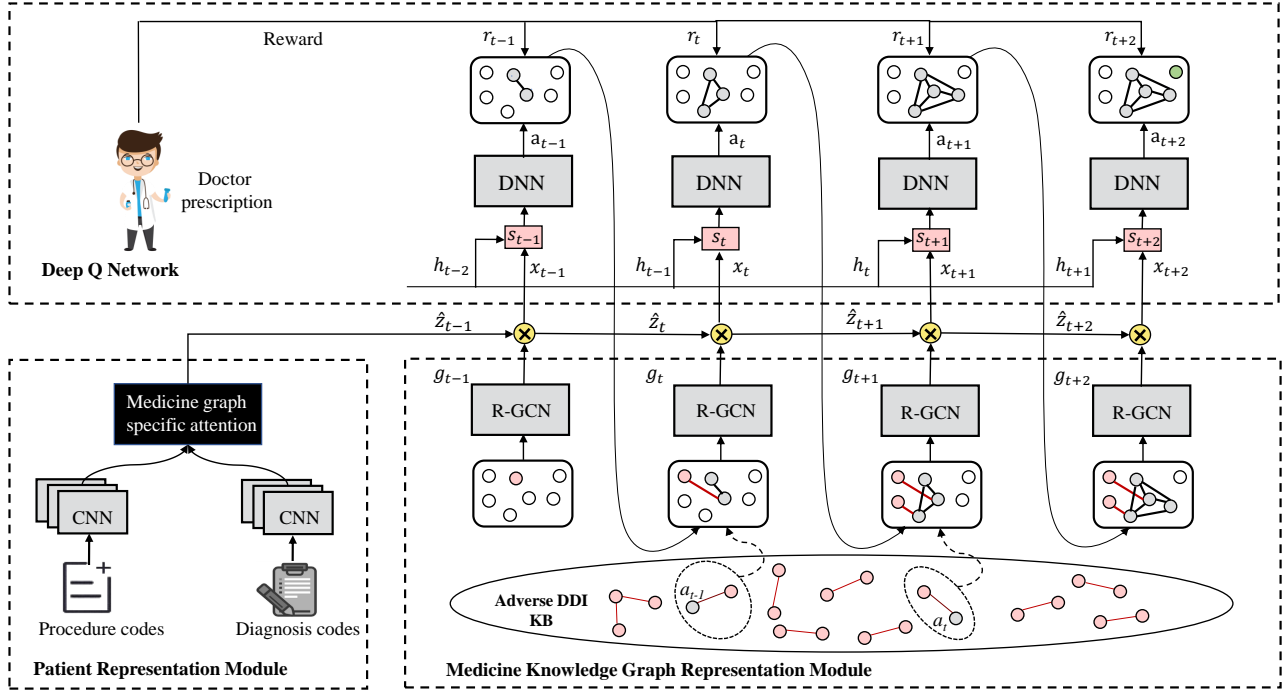 Reward
r_{t-1}
r_t
r_{t+1}
r_{t+2}
a_{t-1}
a_t
a_{t+1}
a_{t+2}
DNN
DNN
DNN
DNN
Doctor
prescription
s_{t-1}
s_t
s_{t+1}
s_{t+2}
Deep Q Network
h_{t-2}
x_{t-1}
h_{t-1}
x_t
h_t
x_{t+1}
h_{t+1}
x_{t+2}
ẑ_{t-1}
ẑ_t
ẑ_{t+1}
ẑ_{t+2}
g_{t-1}
g_t
g_{t+1}
g_{t+2}
Medicine graph
specific attention
R-GCN
R-GCN
R-GCN
R-GCN
CNN
CNN
Procedure codes
Diagnosis codes
Patient Representation Module
Adverse DDI
KB
a_{t-1}
a_t
Medicine Knowledge Graph Representation Module